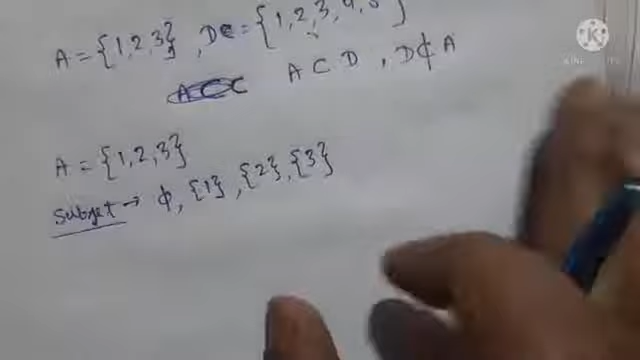 A = {1,2,3}, D = {1,2,3,4,5}
A ⊂ C A ⊂ D , D ⊄ A
A = {1,2,3}
Subset → ϕ, {1}, {2}, {3}